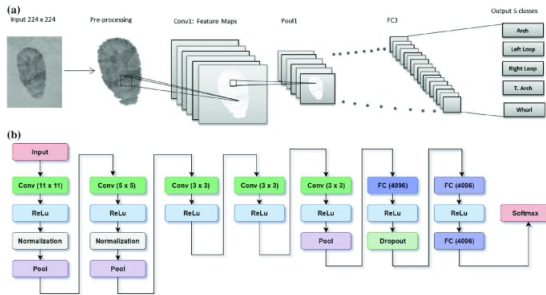 (a)
Input 224 x 224
Pre-processing
Conv1: Feature Maps
Pool1
FC3
Output 5 classes
Arch
Left Loop
Right Loop
T. Arch
Whorl
(b)
Input
Conv (11 x 11)
ReLu
Normalization
Pool
Conv (5 x 5)
ReLu
Normalization
Pool
Conv (3 x 3)
ReLu
Conv (3 x 3)
ReLu
Conv (3 x 3)
ReLu
Pool
FC (4096)
ReLu
Dropout
FC (4096)
ReLu
FC (4096)
Softmax